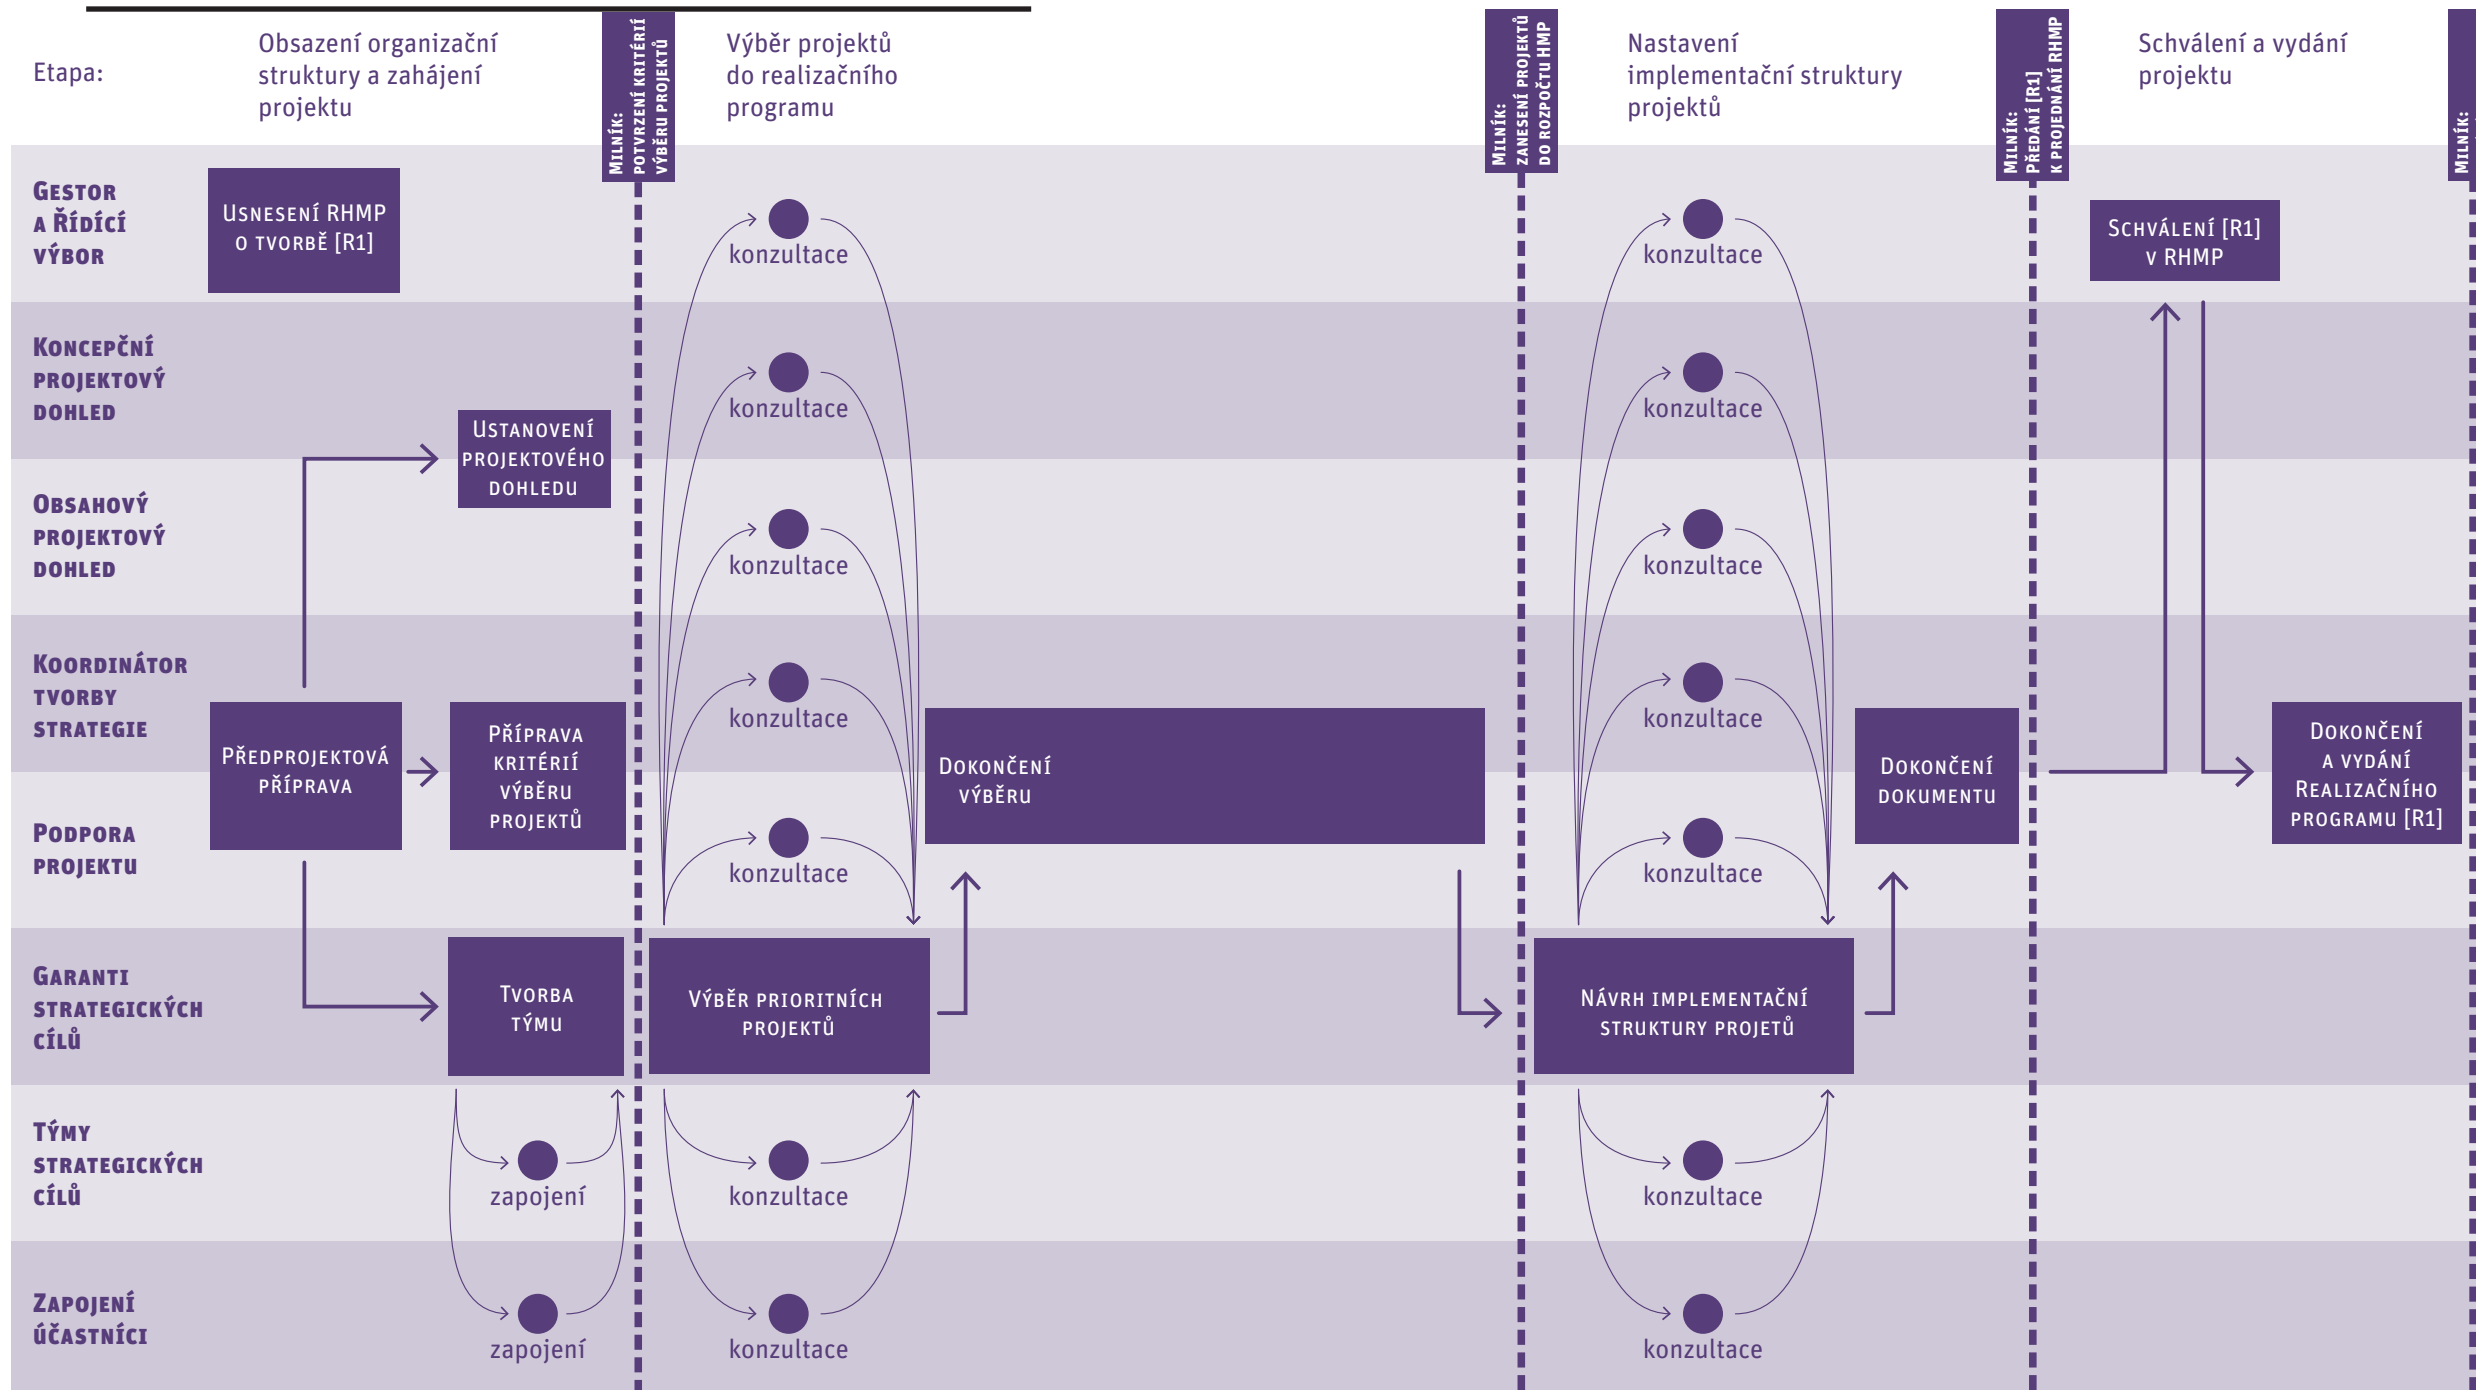 Etapa:
Obsazení organizační
struktury a zahájení
projektu
Milník:
potvrzení kritérií
výběru projektů
Výběr projektů
do realizačního
programu
Milník:
zanesení projektů
do rozpočtu HMP
Nastavení
implementační struktury
projektů
Milník:
předání [R1]
k projednání RHMP
Schválení a vydání
projektu
Milník:
Gestor
a Řídící
výbor
Usnesení RHMP
o tvorbě [R1]
konzultace
konzultace
Schválení [R1]
v RHMP
Koncepční
projektový
dohled
Ustanovení
projektového
dohledu
konzultace
konzultace
Obsahový
projektový
dohled
konzultace
konzultace
Koordinátor
tvorby
strategie
konzultace
konzultace
Předprojektová
příprava
Příprava
kritérií
výběru
projektů
Dokončení
výběru
Dokončení
dokumentu
Dokončení
a vydání
Realizačního
programu [R1]
Podpora
projektu
konzultace
konzultace
Garanti
strategických
cílů
Tvorba
týmu
Výběr prioritních
projektů
Návrh implementační
struktury projetů
Týmy
strategických
cílů
zapojení
konzultace
konzultace
Zapojení
účastníci
zapojení
konzultace
konzultace